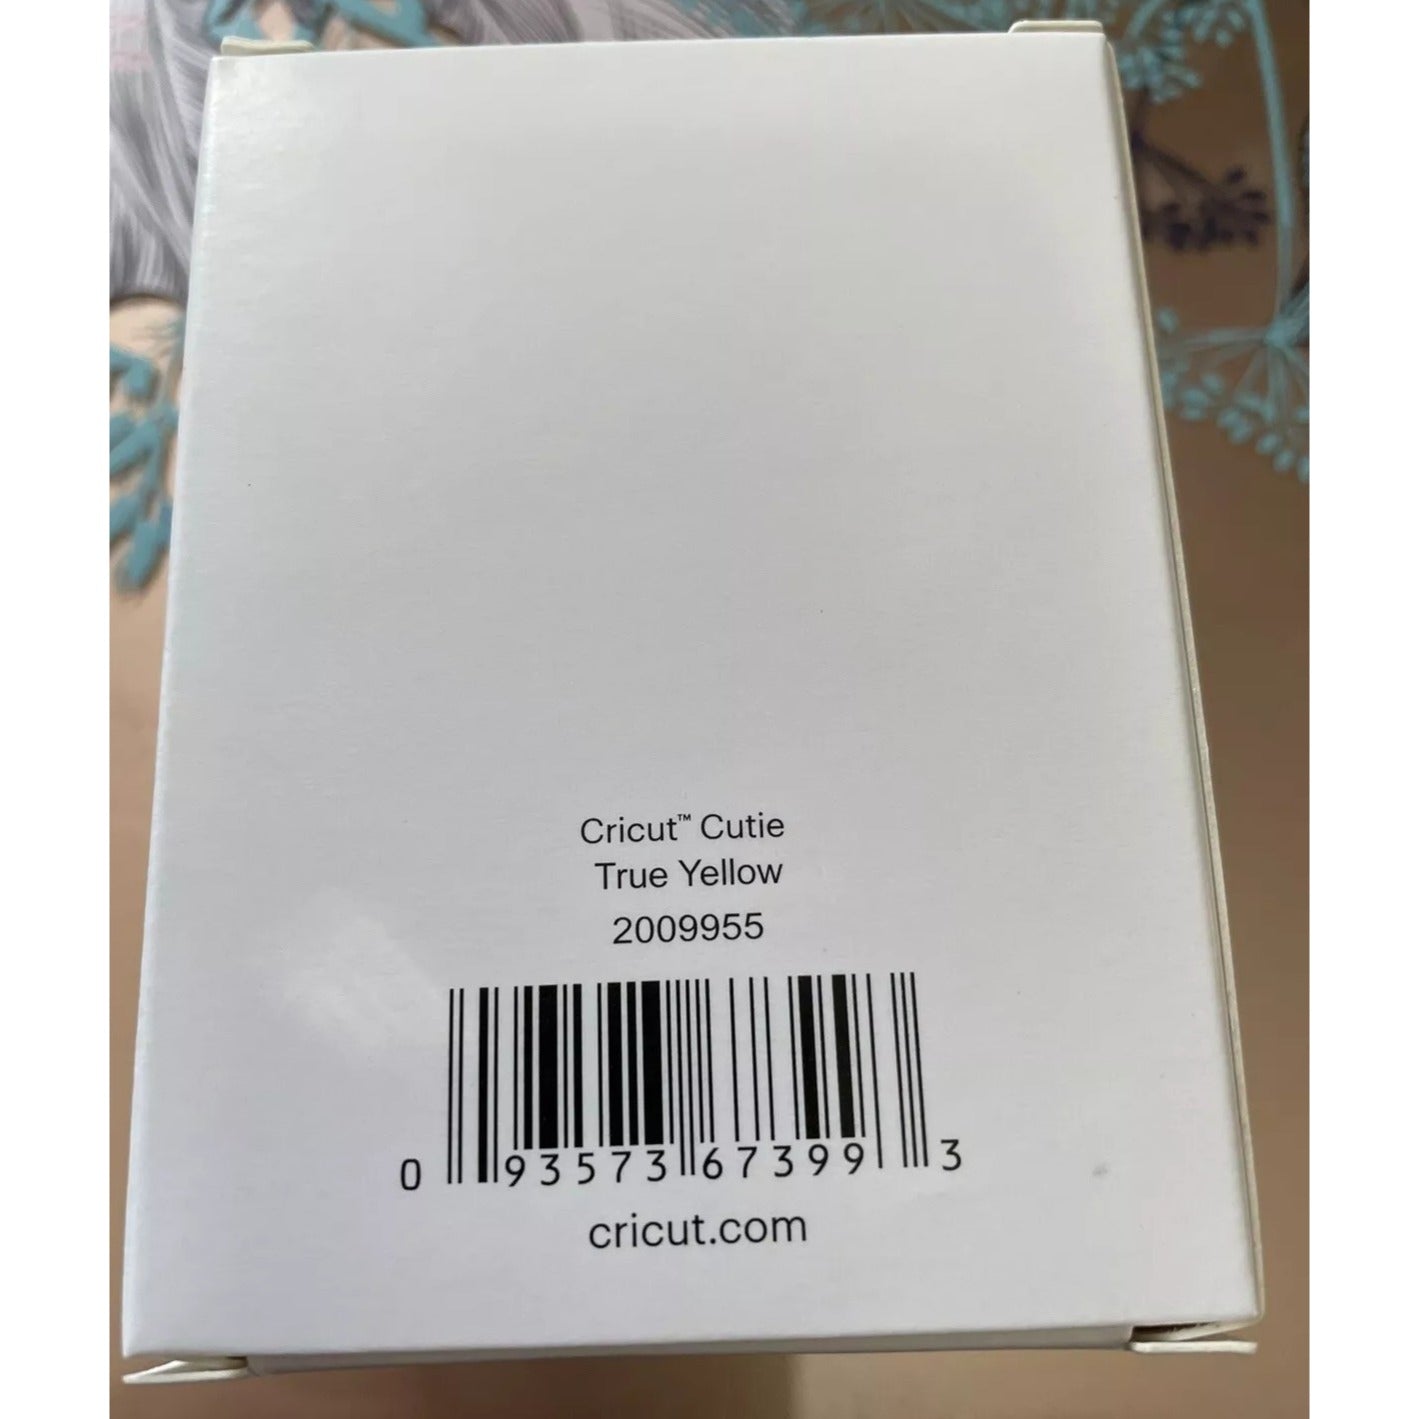 Cricut™ Cutie
True Yellow
2009955
0 93573 67399 3
cricut.com